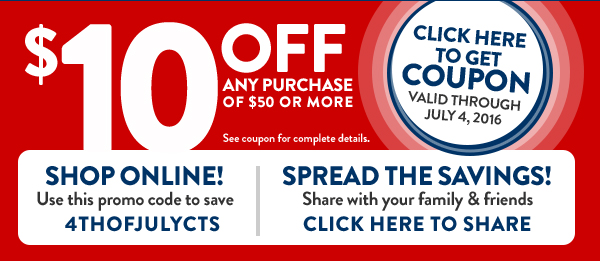 $10 OFF
ANY PURCHASE
OF $50 OR MORE
See coupon for complete details.
CLICK HERE
TO GET
COUPON
VALID THROUGH
JULY 4, 2016
SHOP ONLINE!
Use this promo code to save
4THOFJULYCTS
SPREAD THE SAVINGS!
Share with your family & friends
CLICK HERE TO SHARE